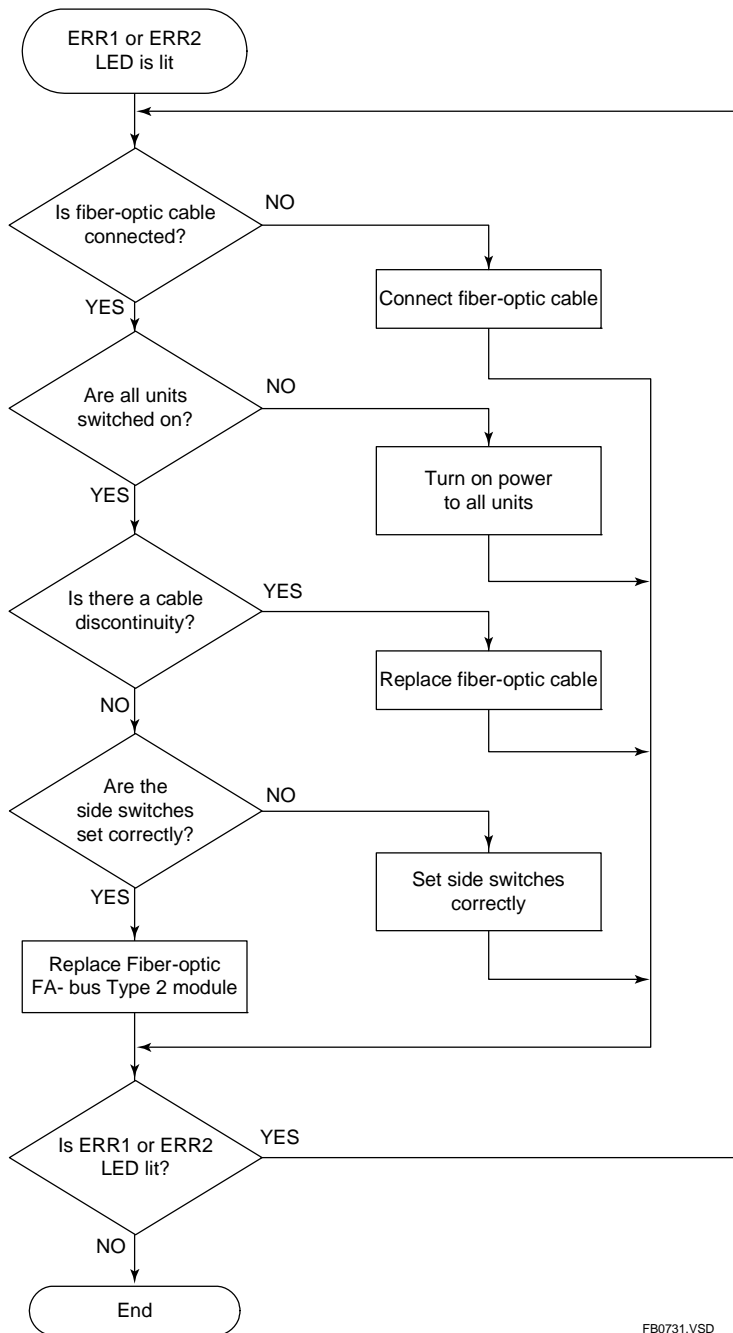 ERR1 or ERR2
LED is lit
Is fiber-optic cable
connected?
NO
Connect fiber-optic cable
YES
Are all units
switched on?
NO
Turn on power
to all units
YES
Is there a cable
discontinuity?
YES
Replace fiber-optic cable
NO
Are the
side switches
set correctly?
NO
Set side switches
correctly
YES
Replace Fiber-optic
FA- bus Type 2 module
Is ERR1 or ERR2
LED lit?
YES
NO
End
FB0731.VSD